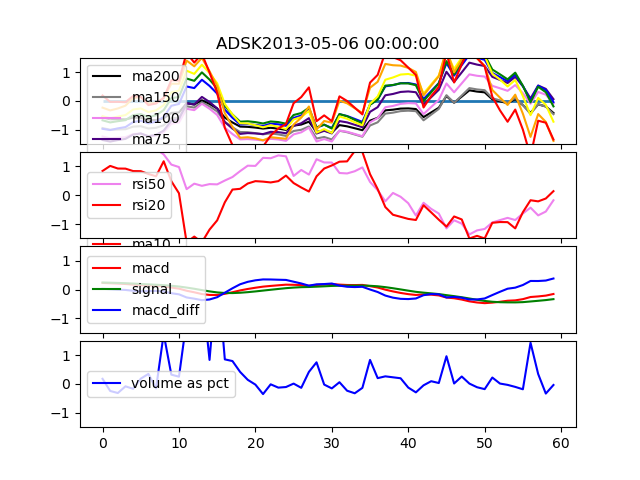 ADSK2013-05-06 00:00:00
1
0
−1
ma200
ma150
ma100
ma75
1
0
−1
rsi50
rsi20
ma10
1
0
−1
macd
signal
macd_diff
1
0
−1
volume as pct
0 10 20 30 40 50 60